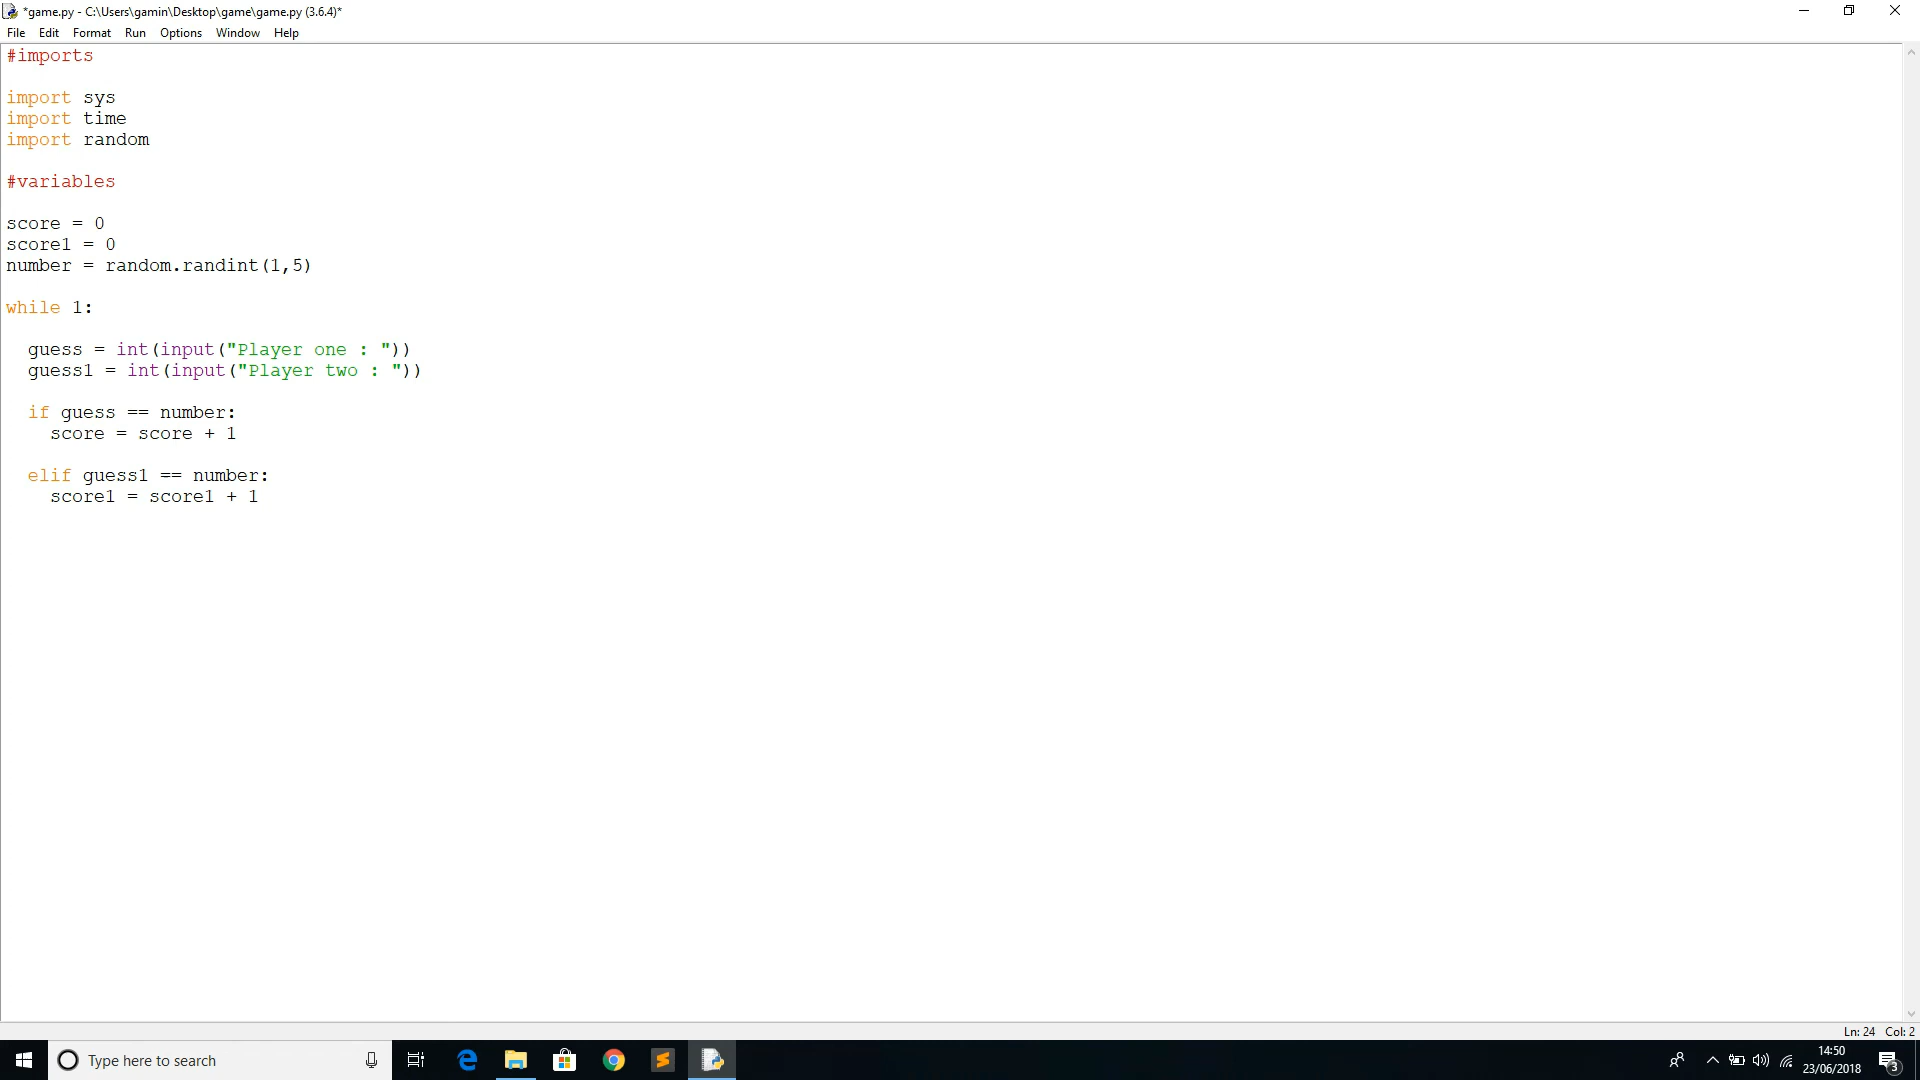 *game.py - C:\Users\gamin\Desktop\game\game.py (3.6.4)*
File Edit Format Run Options Window Help
#imports
import sys
import time
import random
#variables
score = 0
score1 = 0
number = random.randint(1,5)
while 1:
guess = int(input("Player one : "))
guess1 = int(input("Player two : "))
if guess == number:
score = score + 1
elif guess1 == number:
score1 = score1 + 1
Ln: 24 Col: 2
Type here to search
14:50
23/06/2018
3